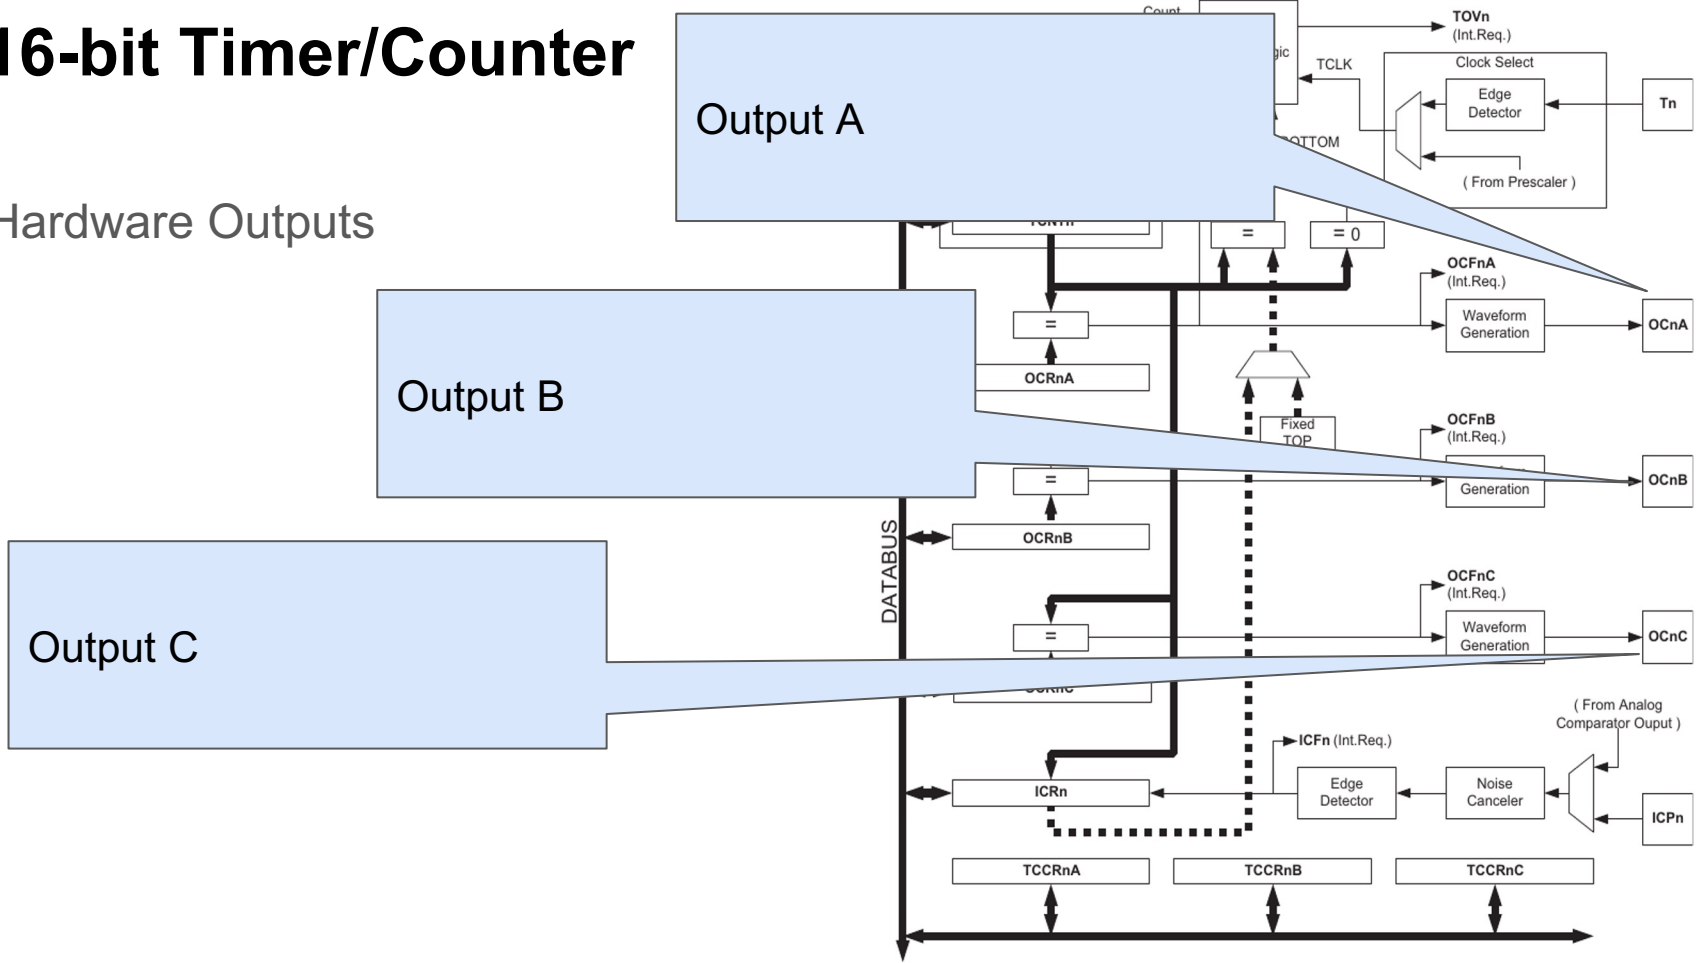 16-bit Timer/Counter
Hardware Outputs
Output A
Output B
Output C
Count
TOVn
(Int.Req.)
TCLK
Clock Select
Edge
Detector
Tn
( From Prescaler )
=
= 0
OCFnA
(Int.Req.)
=
Waveform
Generation
OCnA
OCRnA
Fixed
TOP
OCFnB
(Int.Req.)
=
Generation
OCnB
OCRnB
DATABUS
OCFnC
(Int.Req.)
=
Waveform
Generation
OCnC
( From Analog
Comparator Ouput )
ICFn (Int.Req.)
ICRn
Edge
Detector
Noise
Canceler
ICPn
TCCRnA
TCCRnB
TCCRnC